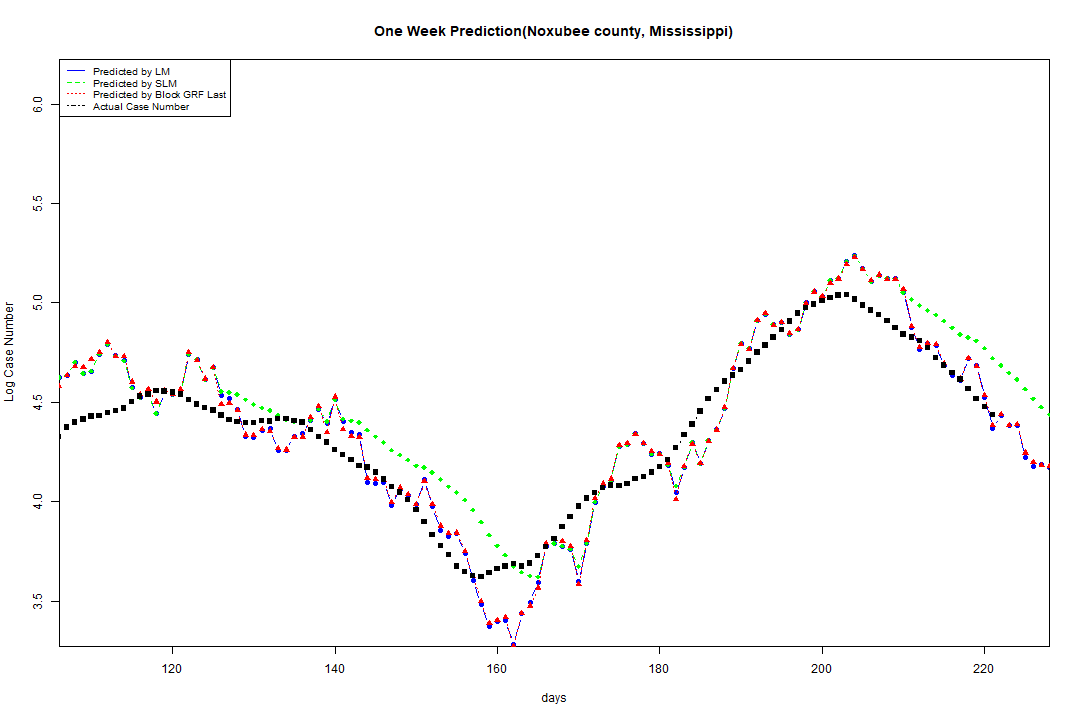 One Week Prediction(Noxubee county, Mississippi)
Predicted by LM
Predicted by SLM
Predicted by Block GRF Last
Actual Case Number
6.0
5.5
5.0
4.5
4.0
3.5
Log Case Number
120 140 160 180 200 220
days